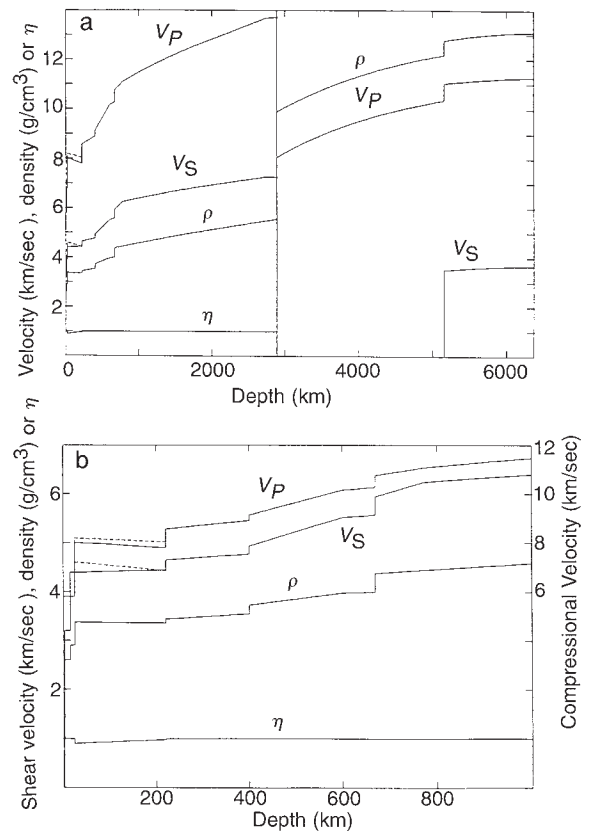 a
Velocity (km/sec ), density (g/cm³) or η
12
10
8
6
4
2
V_P
V_S
ρ
η
ρ
V_P
V_S
0
2000
4000
6000
Depth (km)
b
Shear velocity (km/sec ), density (g/cm³) or η
6
4
2
V_P
V_S
ρ
η
12
10
8
6
Compressional Velocity (km/sec)
200
400
600
800
Depth (km)